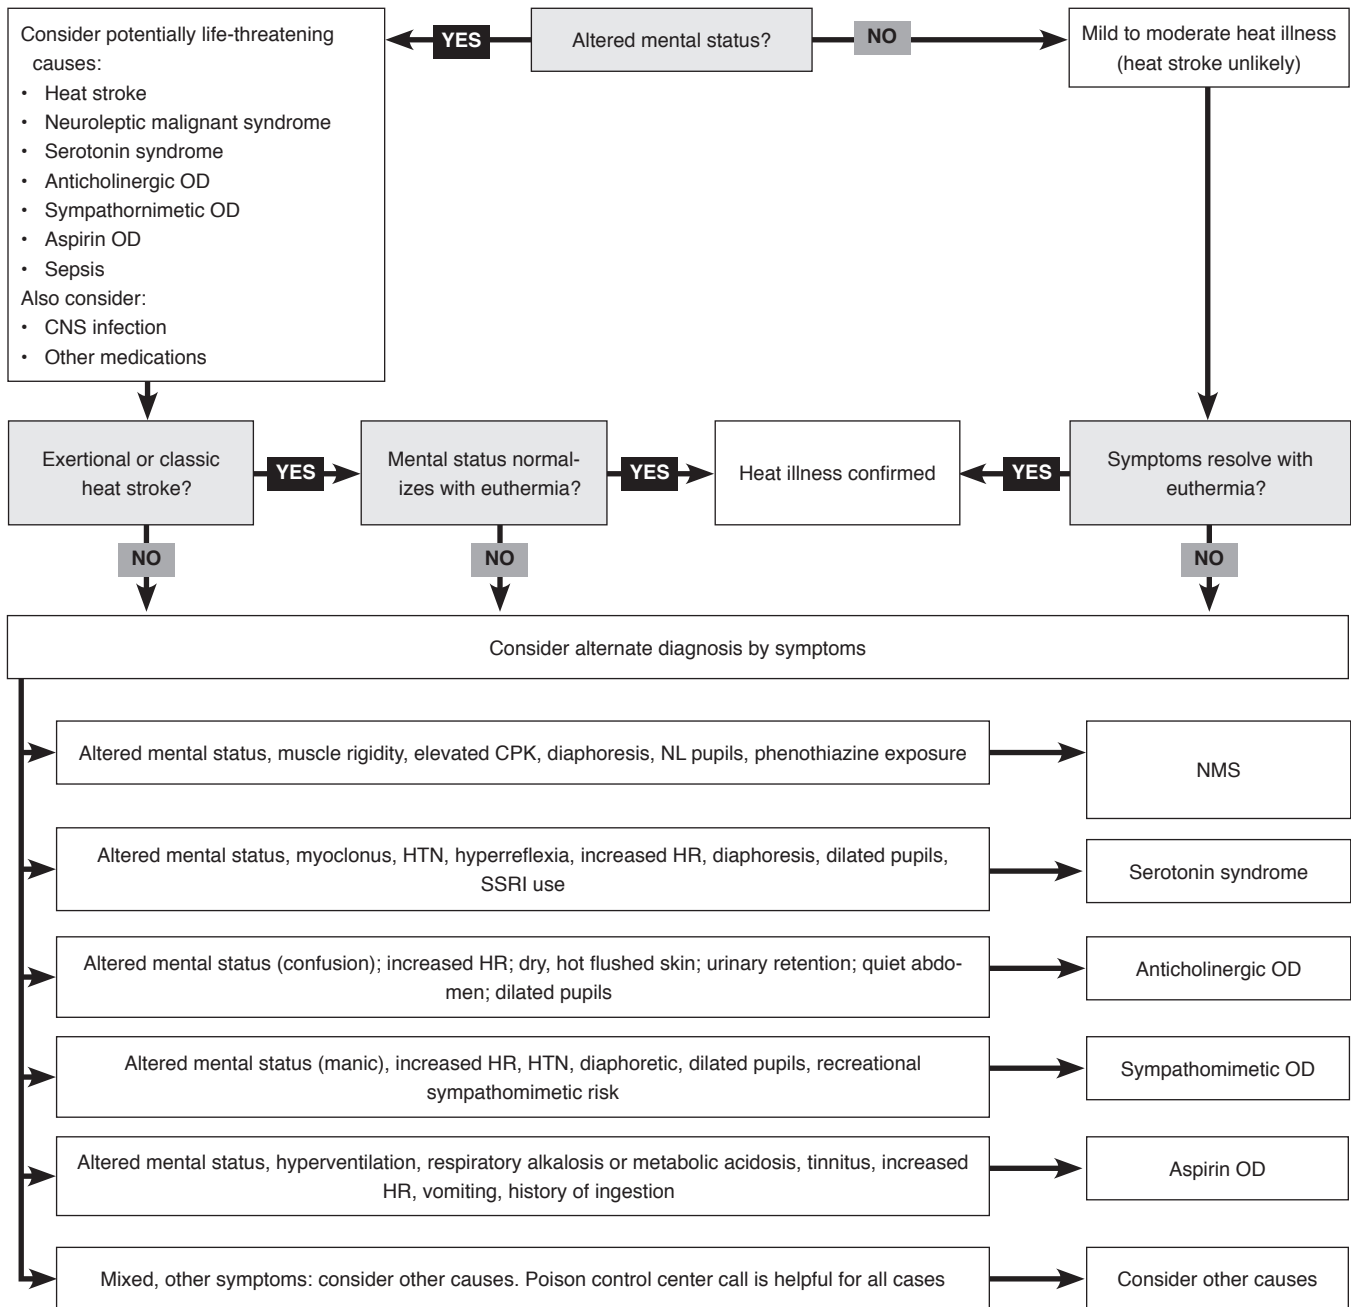 Consider potentially life-threatening
causes:
• Heat stroke
• Neuroleptic malignant syndrome
• Serotonin syndrome
• Anticholinergic OD
• Sympathornimetic OD
• Aspirin OD
• Sepsis
Also consider:
• CNS infection
• Other medications
YES
Altered mental status?
NO
Mild to moderate heat illness
(heat stroke unlikely)
Exertional or classic
heat stroke?
YES
Mental status normal-
izes with euthermia?
YES
Heat illness confirmed
YES
Symptoms resolve with
euthermia?
NO
NO
NO
Consider alternate diagnosis by symptoms
Altered mental status, muscle rigidity, elevated CPK, diaphoresis, NL pupils, phenothiazine exposure
NMS
Altered mental status, myoclonus, HTN, hyperreflexia, increased HR, diaphoresis, dilated pupils,
SSRI use
Serotonin syndrome
Altered mental status (confusion); increased HR; dry, hot flushed skin; urinary retention; quiet abdo-
men; dilated pupils
Anticholinergic OD
Altered mental status (manic), increased HR, HTN, diaphoretic, dilated pupils, recreational
sympathomimetic risk
Sympathomimetic OD
Altered mental status, hyperventilation, respiratory alkalosis or metabolic acidosis, tinnitus, increased
HR, vomiting, history of ingestion
Aspirin OD
Mixed, other symptoms: consider other causes. Poison control center call is helpful for all cases
Consider other causes